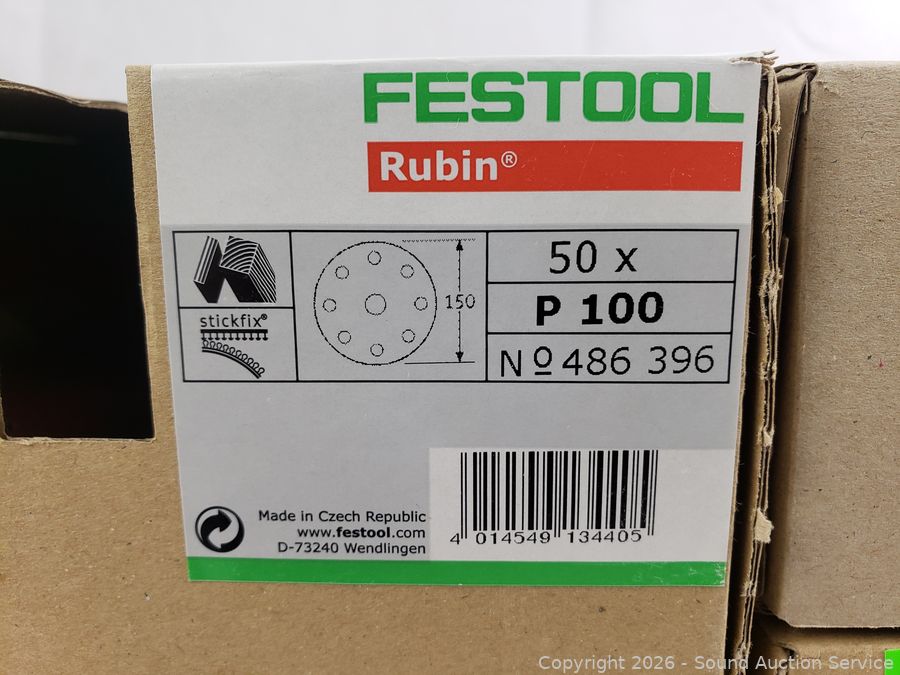 FESTOOL
Rubin®
stickfix®
150
50 x
P 100
Nº 486 396
Made in Czech Republic
www.festool.com
D-73240 Wendlingen
4 014549 134405
Copyright 2026 - Sound Auction Service